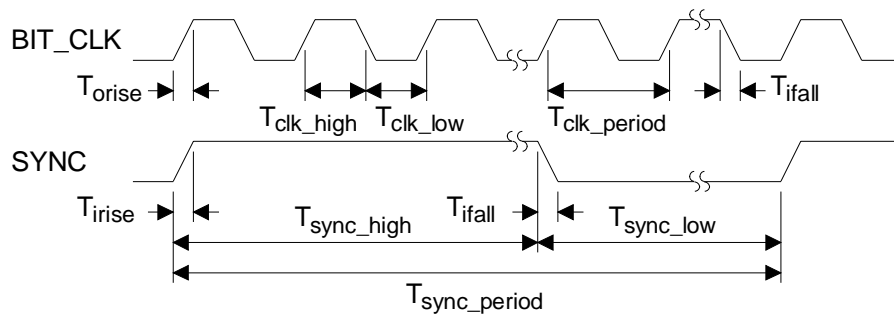 BIT_CLK
Torise
Tclk_high
Tclk_low
Tclk_period
Tifall
SYNC
Tirise
Tsync_high
Tifall
Tsync_low
Tsync_period